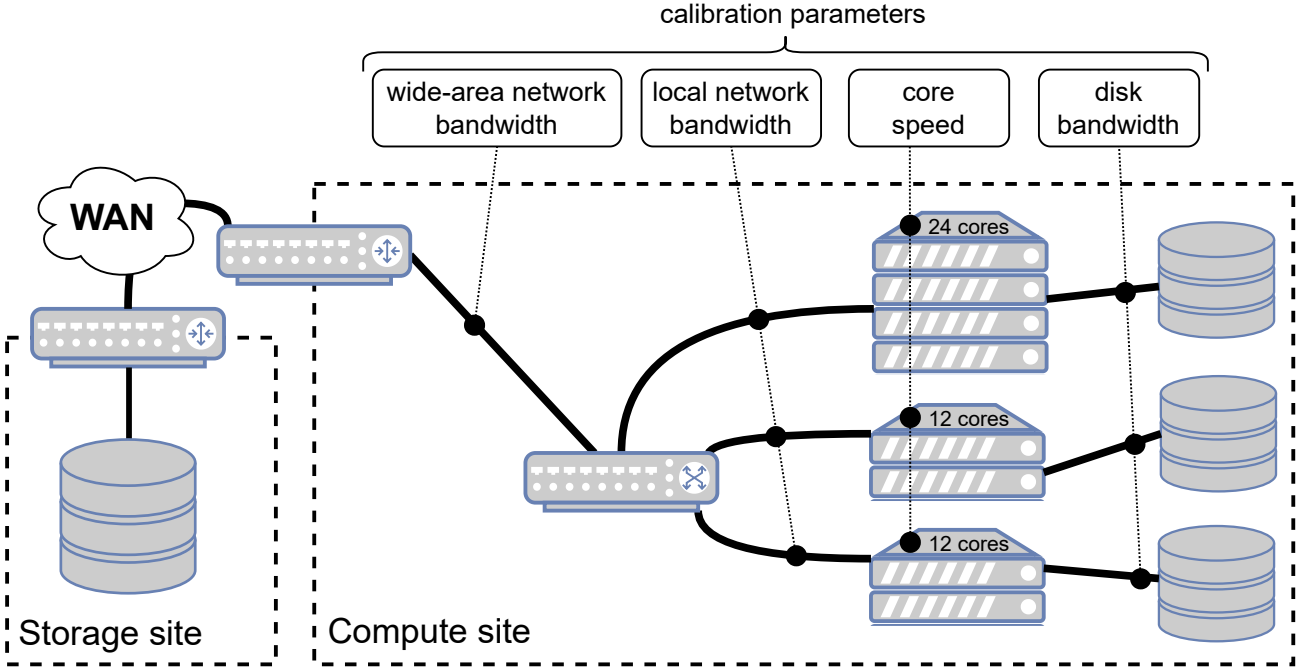 calibration parameters
wide-area network
bandwidth
local network
bandwidth
core
speed
disk
bandwidth
WAN
24 cores
12 cores
12 cores
Storage site
Compute site